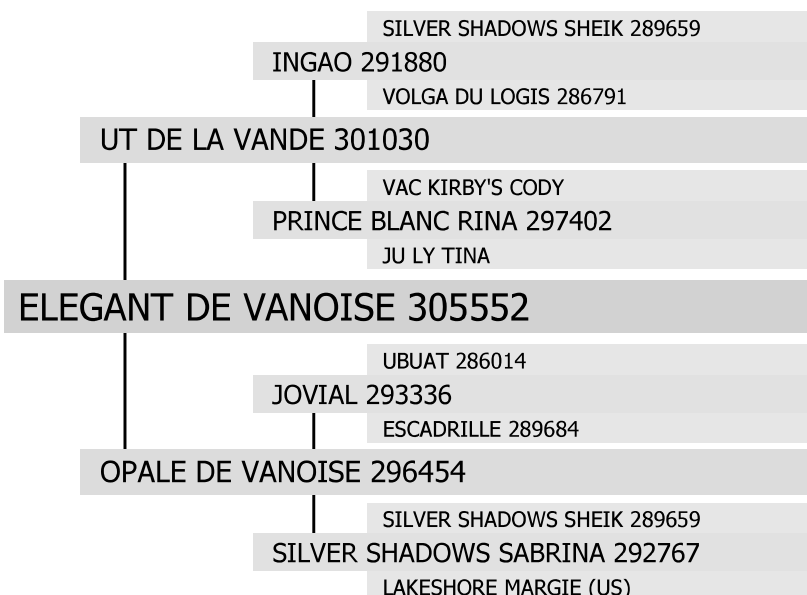 SILVER SHADOWS SHEIK 289659
INGAO 291880
VOLGA DU LOGIS 286791
UT DE LA VANDE 301030
VAC KIRBY'S CODY
PRINCE BLANC RINA 297402
JU LY TINA
ELEGANT DE VANOISE 305552
UBUAT 286014
JOVIAL 293336
ESCADRILLE 289684
OPALE DE VANOISE 296454
SILVER SHADOWS SHEIK 289659
SILVER SHADOWS SABRINA 292767
LAKESHORE MARGIE (US)